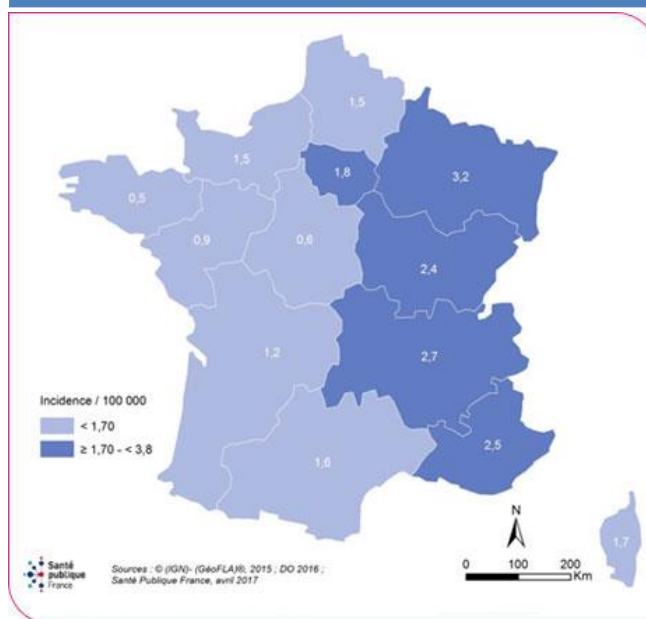 1,5
1,5
1,8
3,2
0,5
0,9
0,6
2,4
1,2
2,7
Incidence / 100 000
< 1,70
≥ 1,70 - < 3,8
1,6
2,5
N
1,7
Santé
publique
France
Sources : © (IGN)- (GéoFLA)®, 2015 ; DO 2016 ;
Santé Publique France, avril 2017
0 100 200
Km